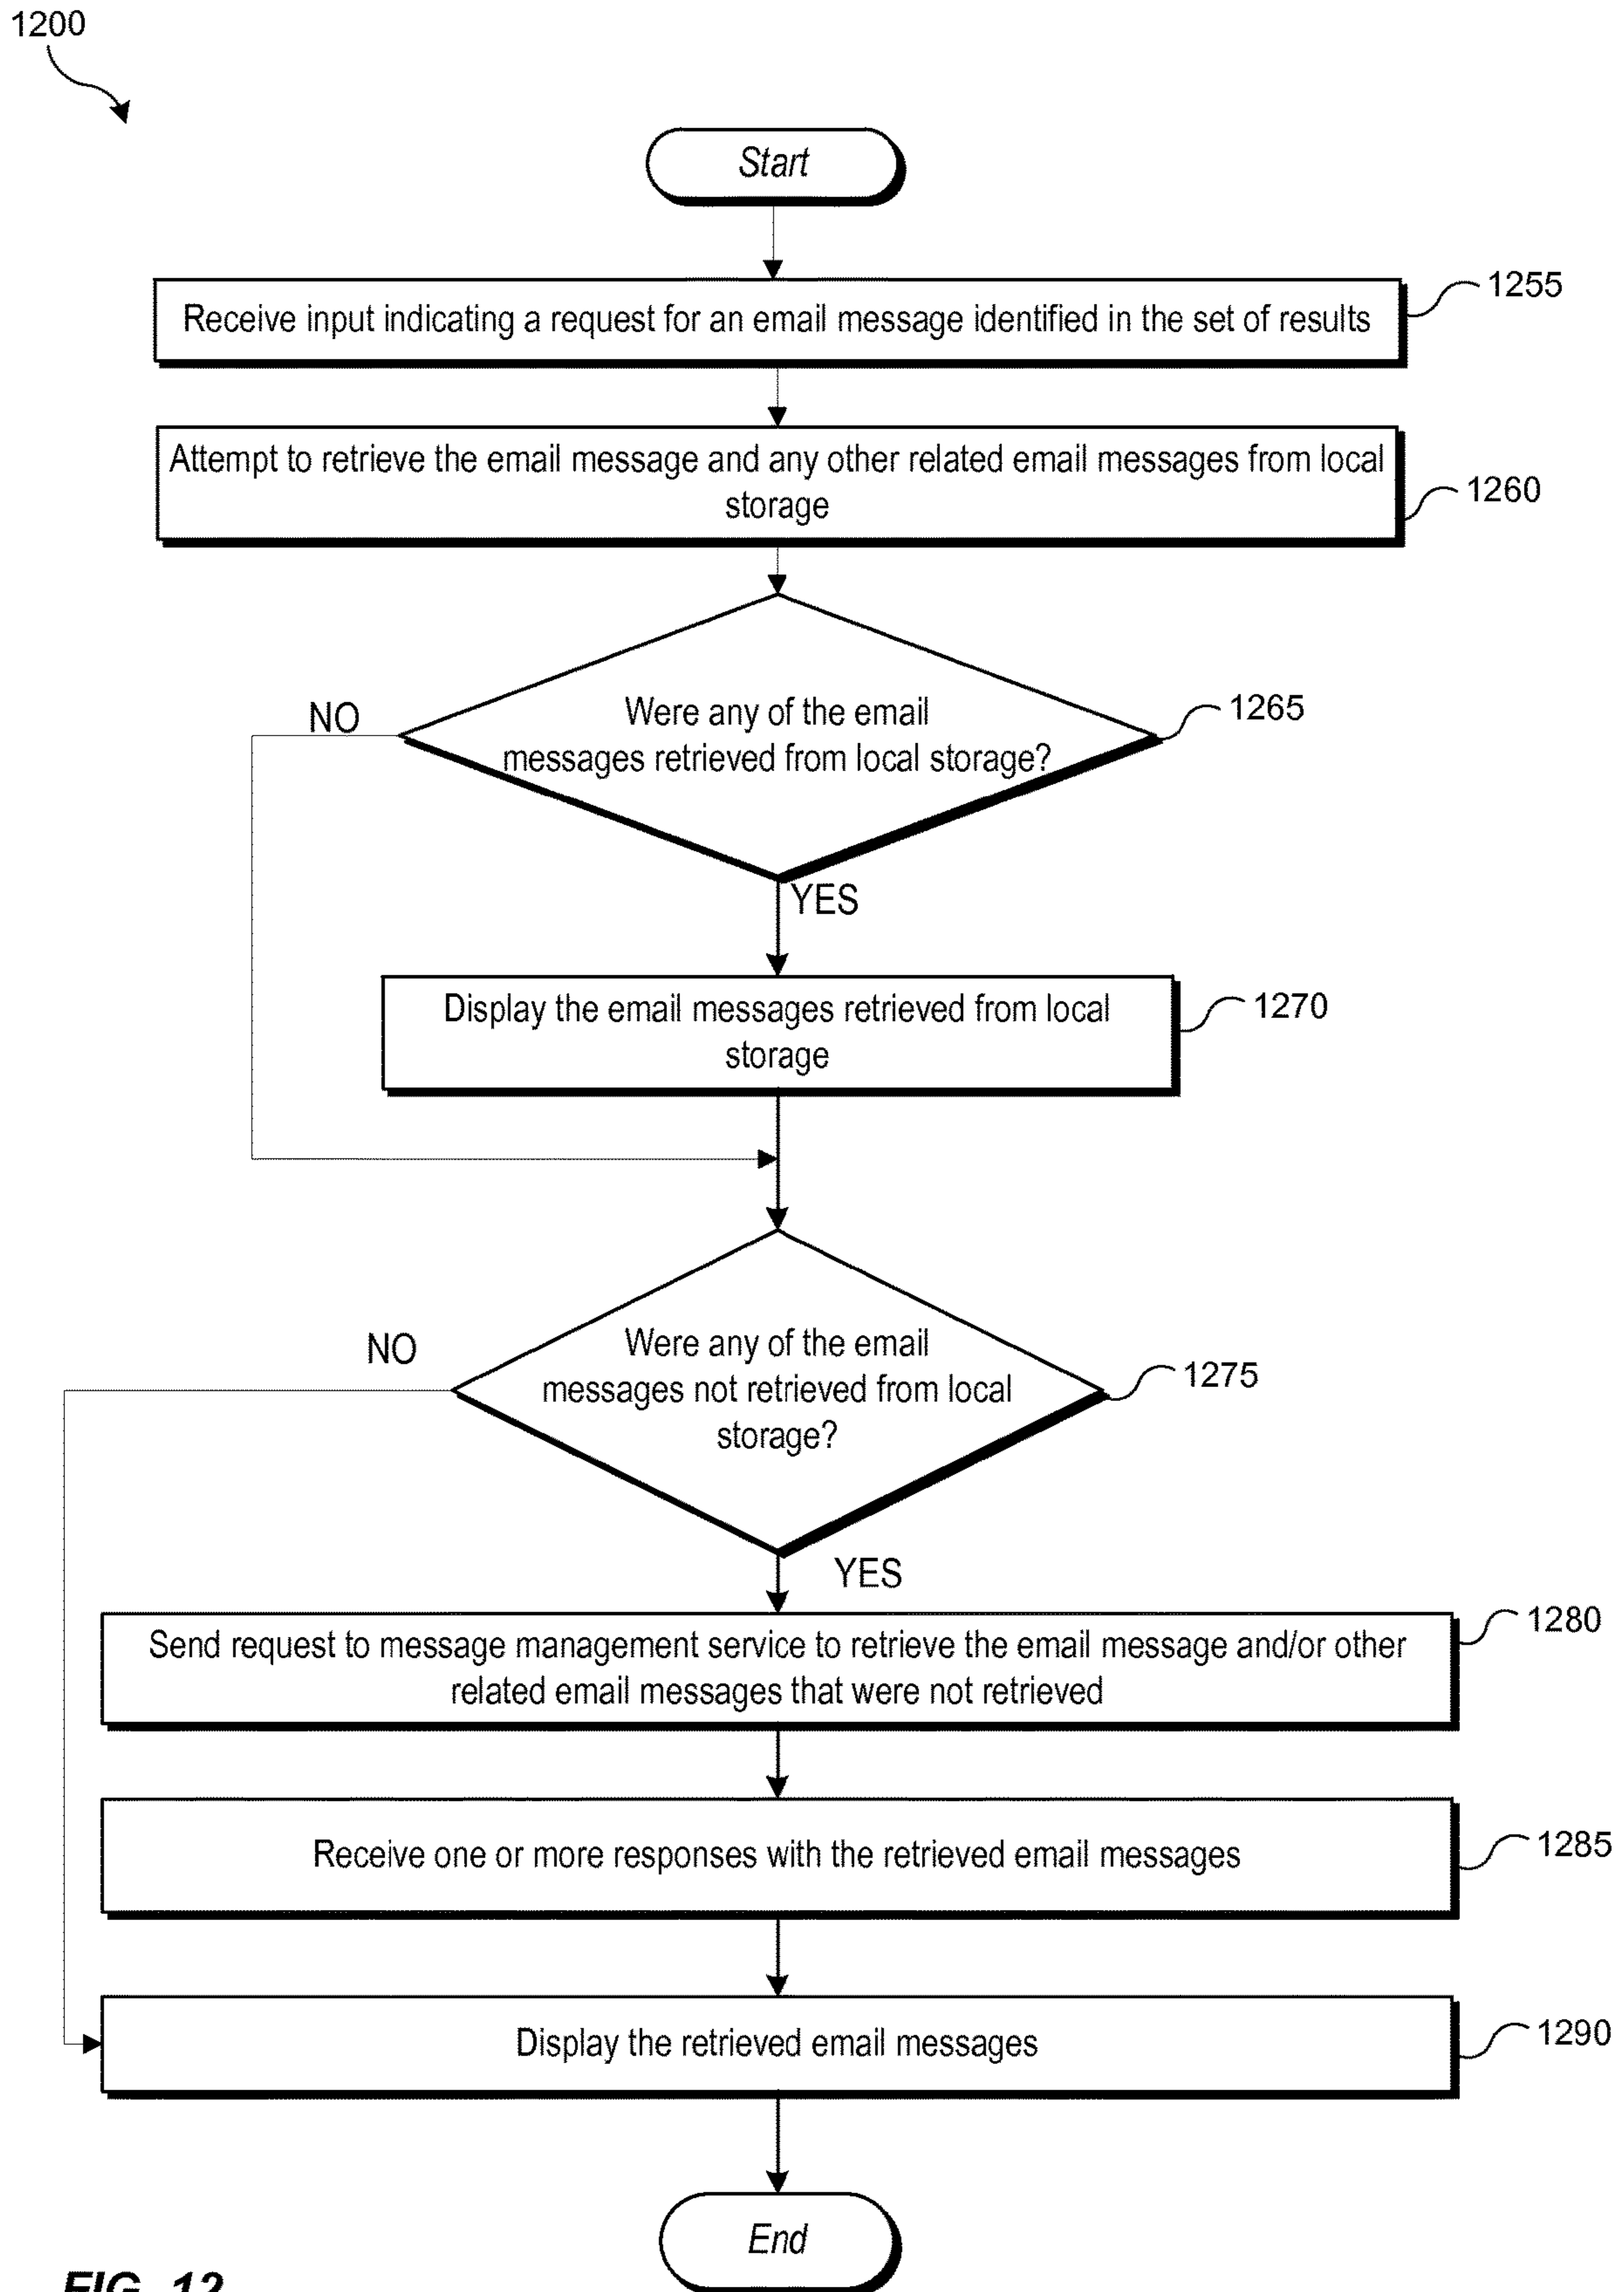 1200
Start
Receive input indicating a request for an email message identified in the set of results
1255
Attempt to retrieve the email message and any other related email messages from local
storage
1260
Were any of the email
messages retrieved from local storage?
1265
NO
YES
Display the email messages retrieved from local
storage
1270
Were any of the email
messages not retrieved from local
storage?
1275
NO
YES
Send request to message management service to retrieve the email message and/or other
related email messages that were not retrieved
1280
Receive one or more responses with the retrieved email messages
1285
Display the retrieved email messages
1290
End
FIG. 12